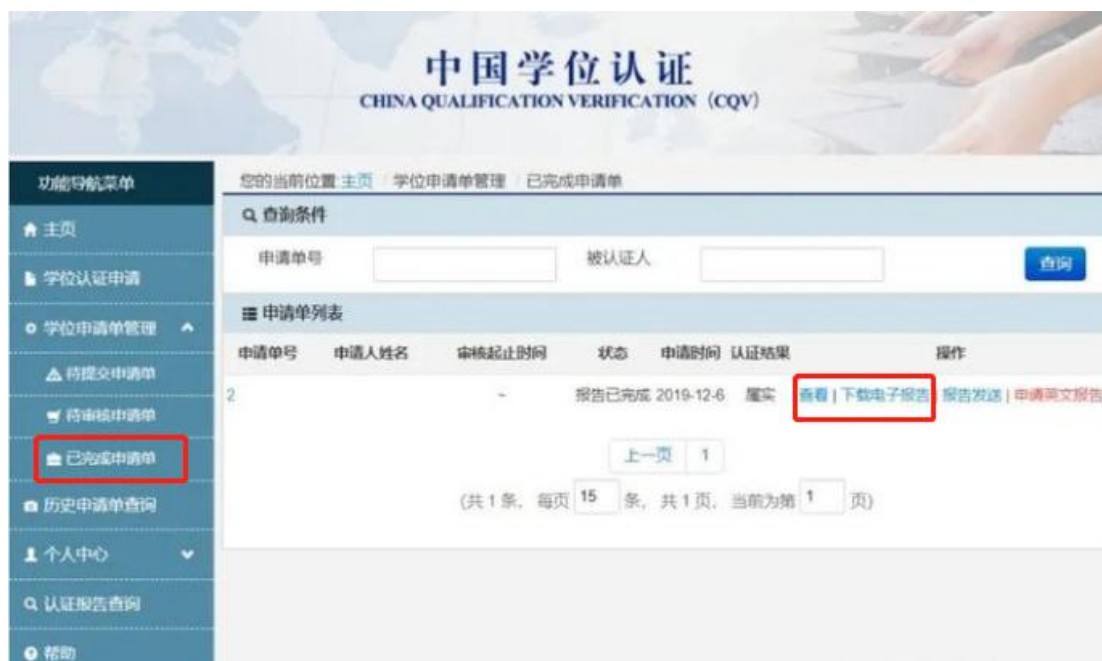 中国学位认证
CHINA QUALIFICATION VERIFICATION (CQV)
功能导航菜单
主页
学位认证申请
学位申请单管理
待提交申请单
待审核申请单
已完成申请单
历史申请单查询
个人中心
认证报告查询
帮助
您的当前位置:主页 / 学位申请单管理 / 已完成申请单
查询条件
申请单号 被认证人 查询
申请单列表
申请单号 申请人姓名 审核起止时间 状态 申请时间 认证结果 操作
2 ~ 报告已完成 2019-12-6 属实 查看 | 下载电子报告 报告发送 | 申请英文报告
上一页 1
(共 1 条, 每页 15 条, 共 1 页, 当前为第 1 页)